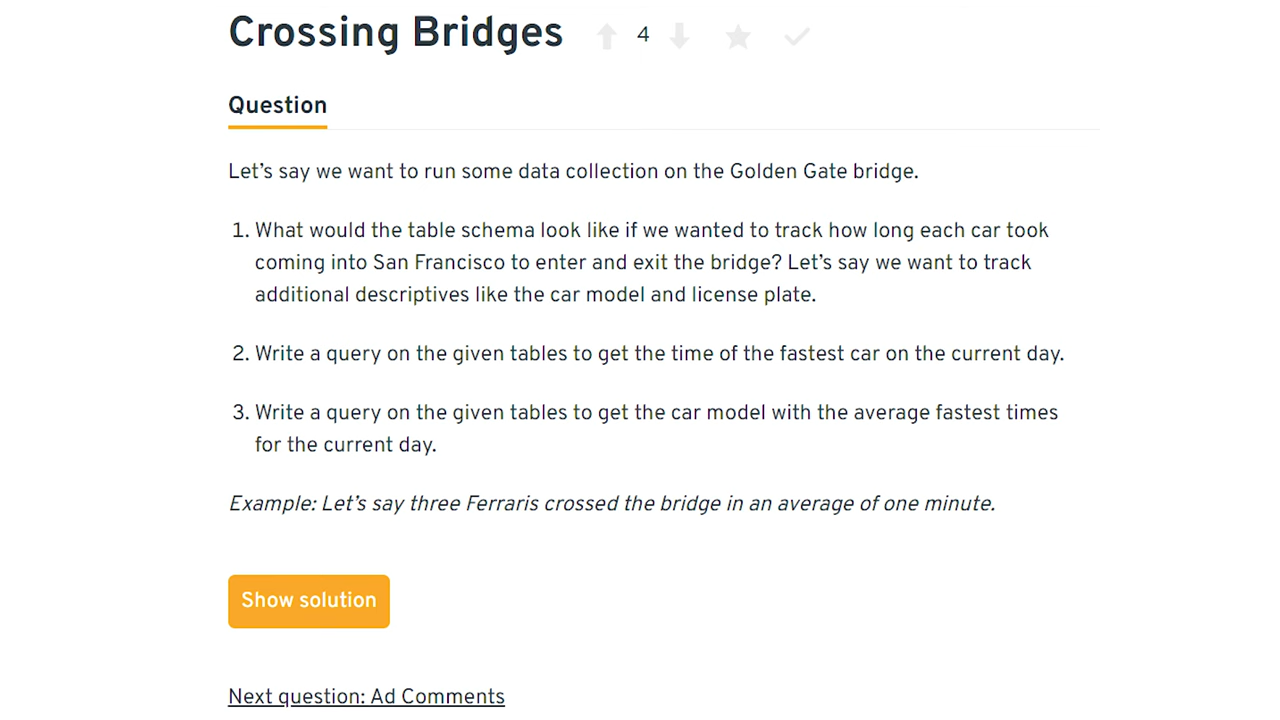 Crossing Bridges 4
Question
Let’s say we want to run some data collection on the Golden Gate bridge.
1. What would the table schema look like if we wanted to track how long each car took
coming into San Francisco to enter and exit the bridge? Let’s say we want to track
additional descriptives like the car model and license plate.
2. Write a query on the given tables to get the time of the fastest car on the current day.
3. Write a query on the given tables to get the car model with the average fastest times
for the current day.
Example: Let’s say three Ferraris crossed the bridge in an average of one minute.
Show solution
Next question: Ad Comments